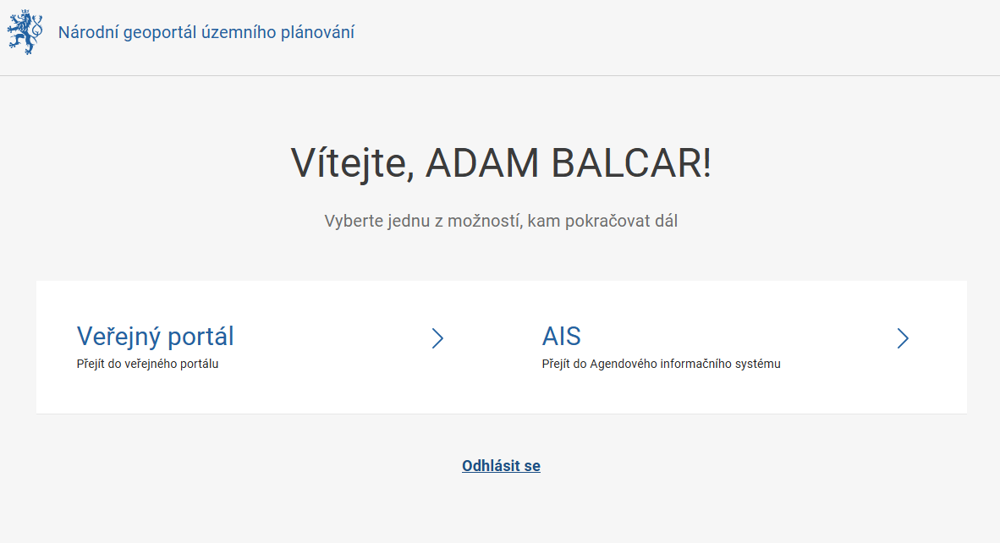 Národní geoportál územního plánování
Vítejte, ADAM BALCAR!
Vyberte jednu z možností, kam pokračovat dál
Veřejný portál
Přejít do veřejného portálu
AIS
Přejít do Agendového informačního systému
Odhlásit se